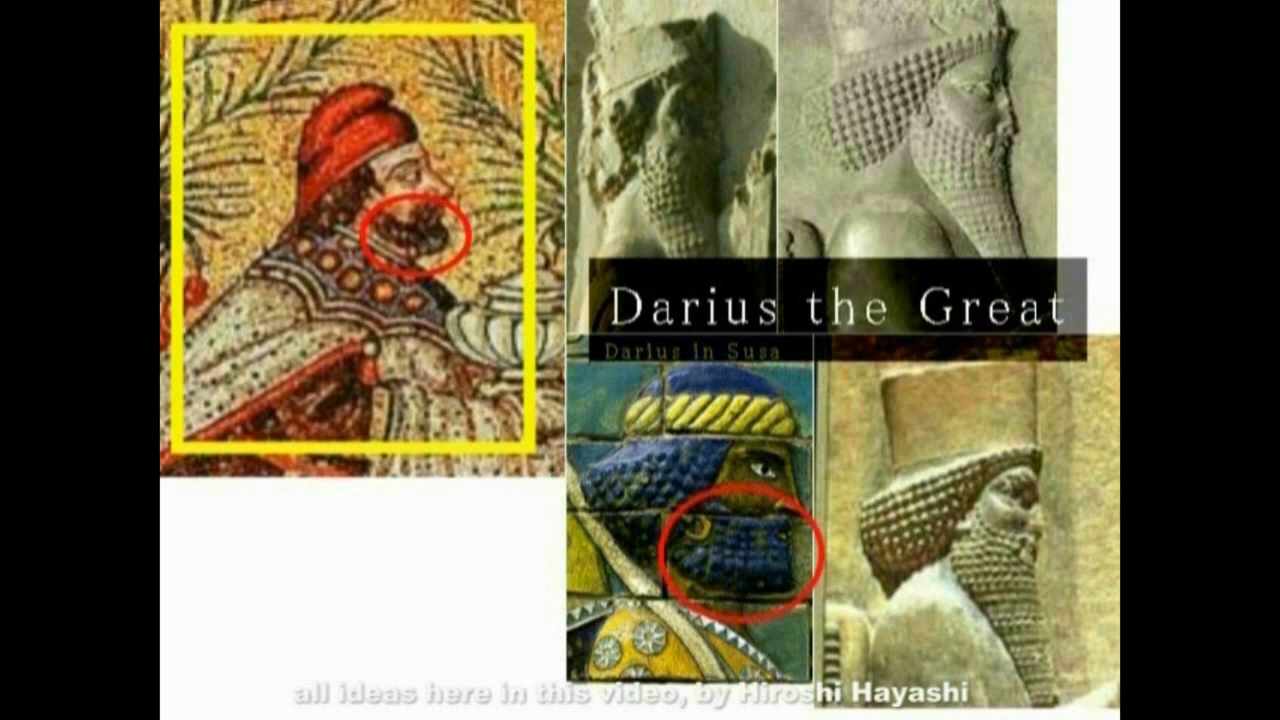 Darius the Great
Darius in Susa
all ideas here in this video, by Hiroshi Hayashi